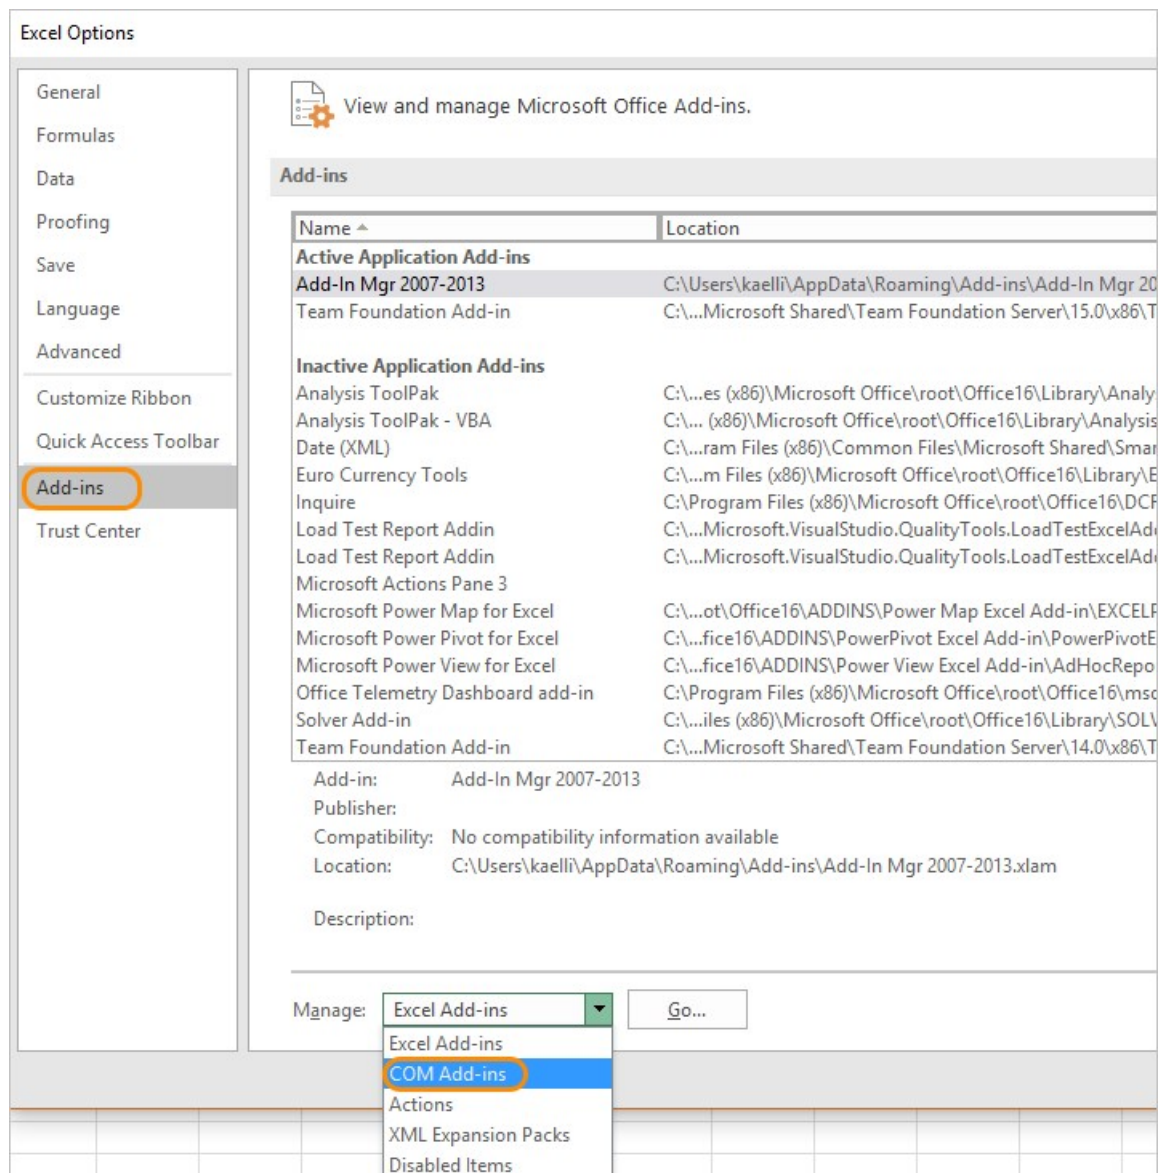 Excel Options
General
Formulas
Data
Proofing
Save
Language
Advanced
Customize Ribbon
Quick Access Toolbar
Add-ins
Trust Center
View and manage Microsoft Office Add-ins.
Add-ins
Name Location
Active Application Add-ins
Add-In Mgr 2007-2013 C:\Users\kaelli\AppData\Roaming\Add-ins\Add-In Mgr 20
Team Foundation Add-in C:\...Microsoft Shared\Team Foundation Server\15.0\x86\T
Inactive Application Add-ins
Analysis ToolPak C:\...es (x86)\Microsoft Office\root\Office16\Library\Analy
Analysis ToolPak - VBA C:\... (x86)\Microsoft Office\root\Office16\Library\Analysis
Date (XML) C:\...ram Files (x86)\Common Files\Microsoft Shared\Smar
Euro Currency Tools C:\...m Files (x86)\Microsoft Office\root\Office16\Library\E
Inquire C:\Program Files (x86)\Microsoft Office\root\Office16\DCF
Load Test Report Addin C:\...Microsoft.VisualStudio.QualityTools.LoadTestExcelAd
Load Test Report Addin C:\...Microsoft.VisualStudio.QualityTools.LoadTestExcelAd
Microsoft Actions Pane 3
Microsoft Power Map for Excel C:\...ot\Office16\ADDINS\Power Map Excel Add-in\EXCELP
Microsoft Power Pivot for Excel C:\...fice16\ADDINS\PowerPivot Excel Add-in\PowerPivotE
Microsoft Power View for Excel C:\...fice16\ADDINS\Power View Excel Add-in\AdHocRepo
Office Telemetry Dashboard add-in C:\Program Files (x86)\Microsoft Office\root\Office16\mso
Solver Add-in C:\...iles (x86)\Microsoft Office\root\Office16\Library\SOLV
Team Foundation Add-in C:\...Microsoft Shared\Team Foundation Server\14.0\x86\T
Add-in: Add-In Mgr 2007-2013
Publisher:
Compatibility: No compatibility information available
Location: C:\Users\kaelli\AppData\Roaming\Add-ins\Add-In Mgr 2007-2013.xlam
Description:
Manage: Excel Add-ins Go...
Excel Add-ins
COM Add-ins
Actions
XML Expansion Packs
Disabled Items